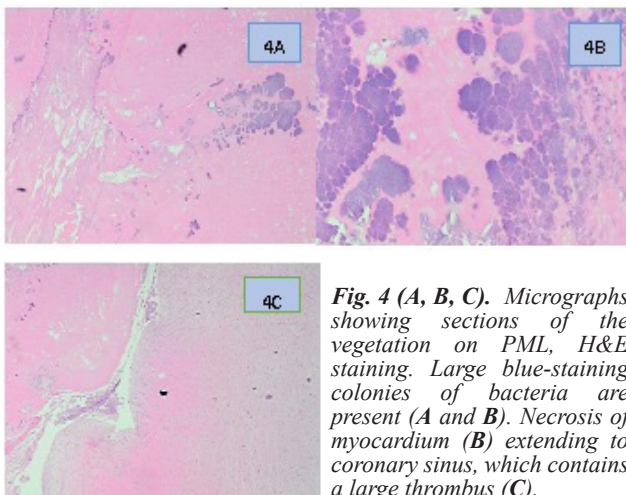 4A
4B
4C
Fig. 4 (A, B, C). Micrographs
showing sections of the
vegetation on PML, H&E
staining. Large blue-staining
colonies of bacteria are
present (A and B). Necrosis of
myocardium (B) extending to
coronary sinus, which contains
a large thrombus (C).